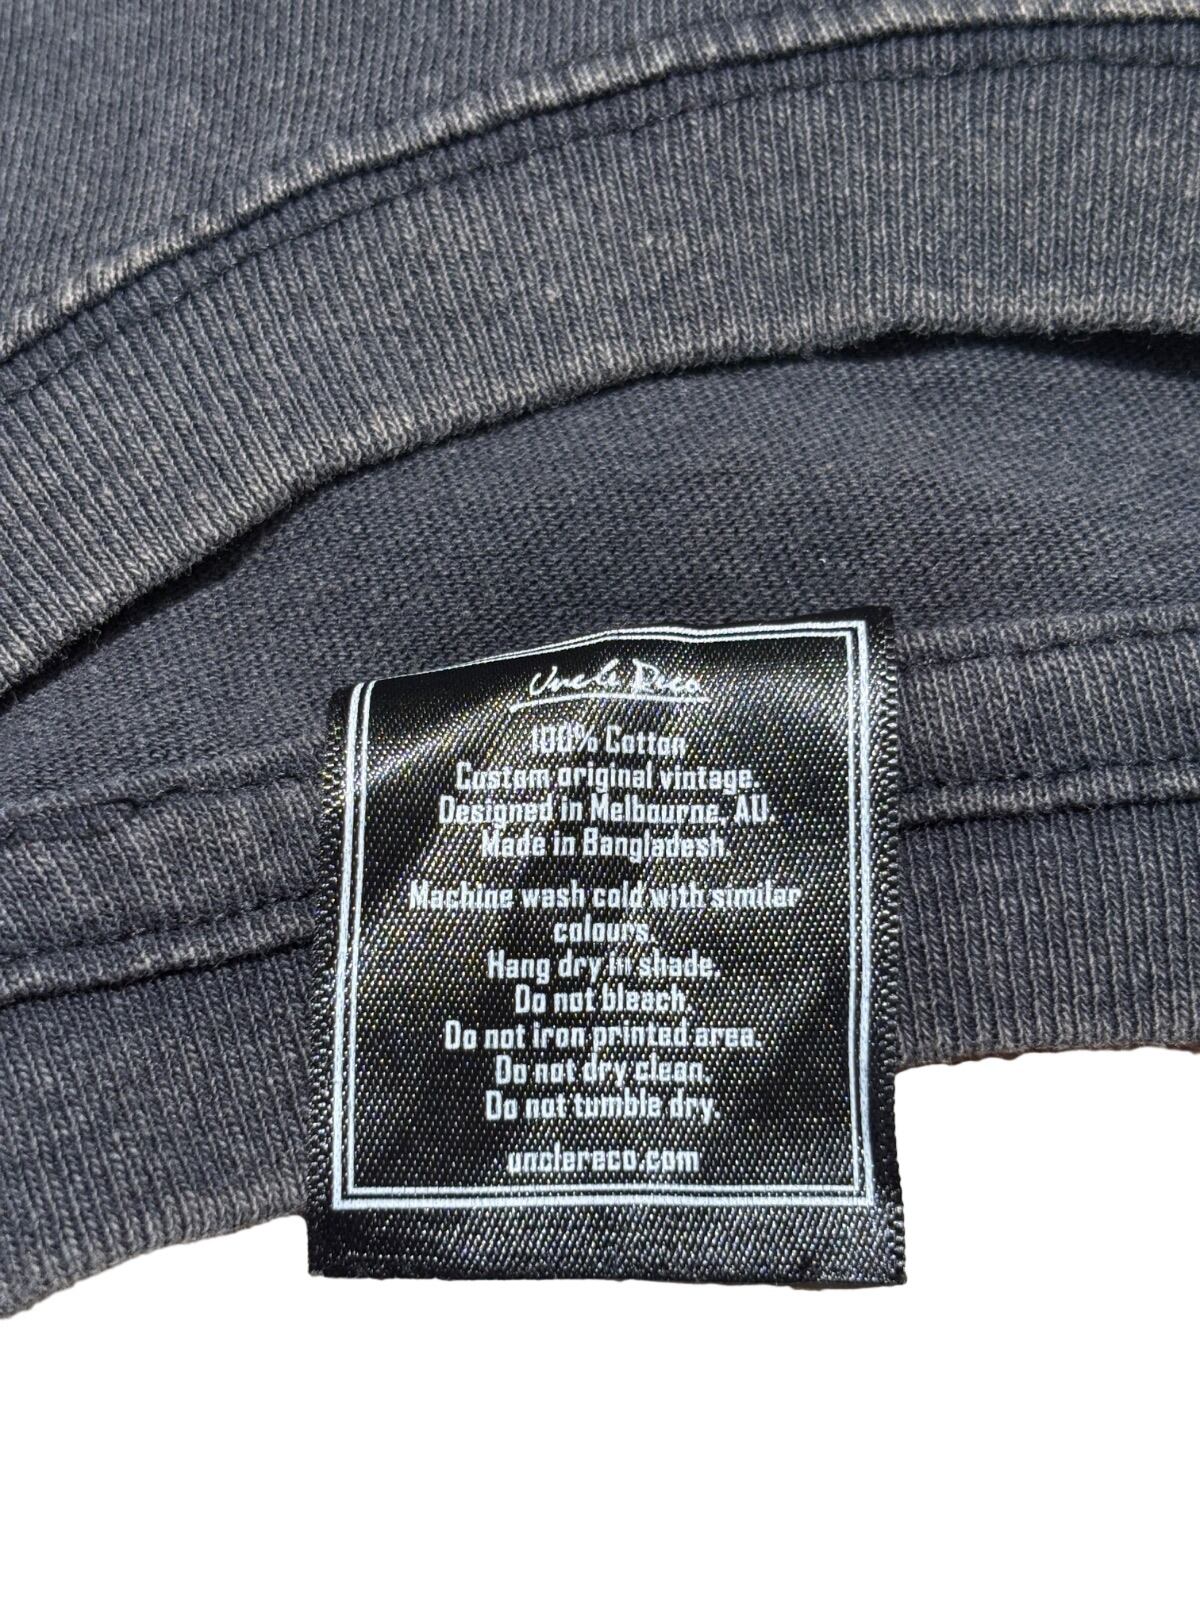 Uncle Reco
100% Cotton
Custom original vintage.
Designed in Melbourne, AU.
Made in Bangladesh.
Machine wash cold with similar
colours.
Hang dry in shade.
Do not bleach.
Do not iron printed area.
Do not dry clean.
Do not tumble dry.
unclereco.com